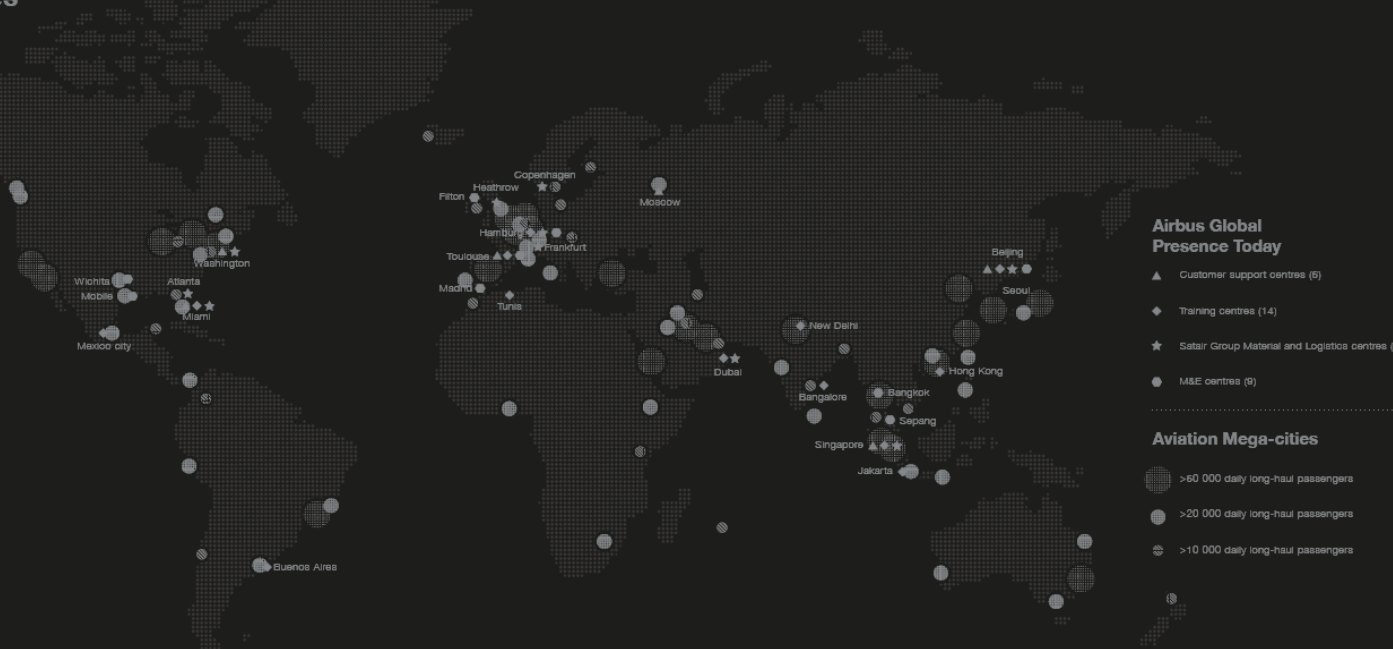 es
Copenhagen
Heathrow
Filton
Moscow
Hamburg
Frankfurt
Toulouse
Washington
Beijing
Wichita
Atlanta
Madrid
Seoul
Mobile
Tunis
Miami
New Delhi
Mexico city
Dubai
Hong Kong
Bangalore
Bangkok
Sepang
Singapore
Jakarta
Buenos Aires
Airbus Global
Presence Today
Customer support centres (5)
Training centres (14)
Satair Group Material and Logistics centres (
M&E centres (9)
Aviation Mega-cities
>50 000 daily long-haul passengers
>20 000 daily long-haul passengers
>10 000 daily long-haul passengers